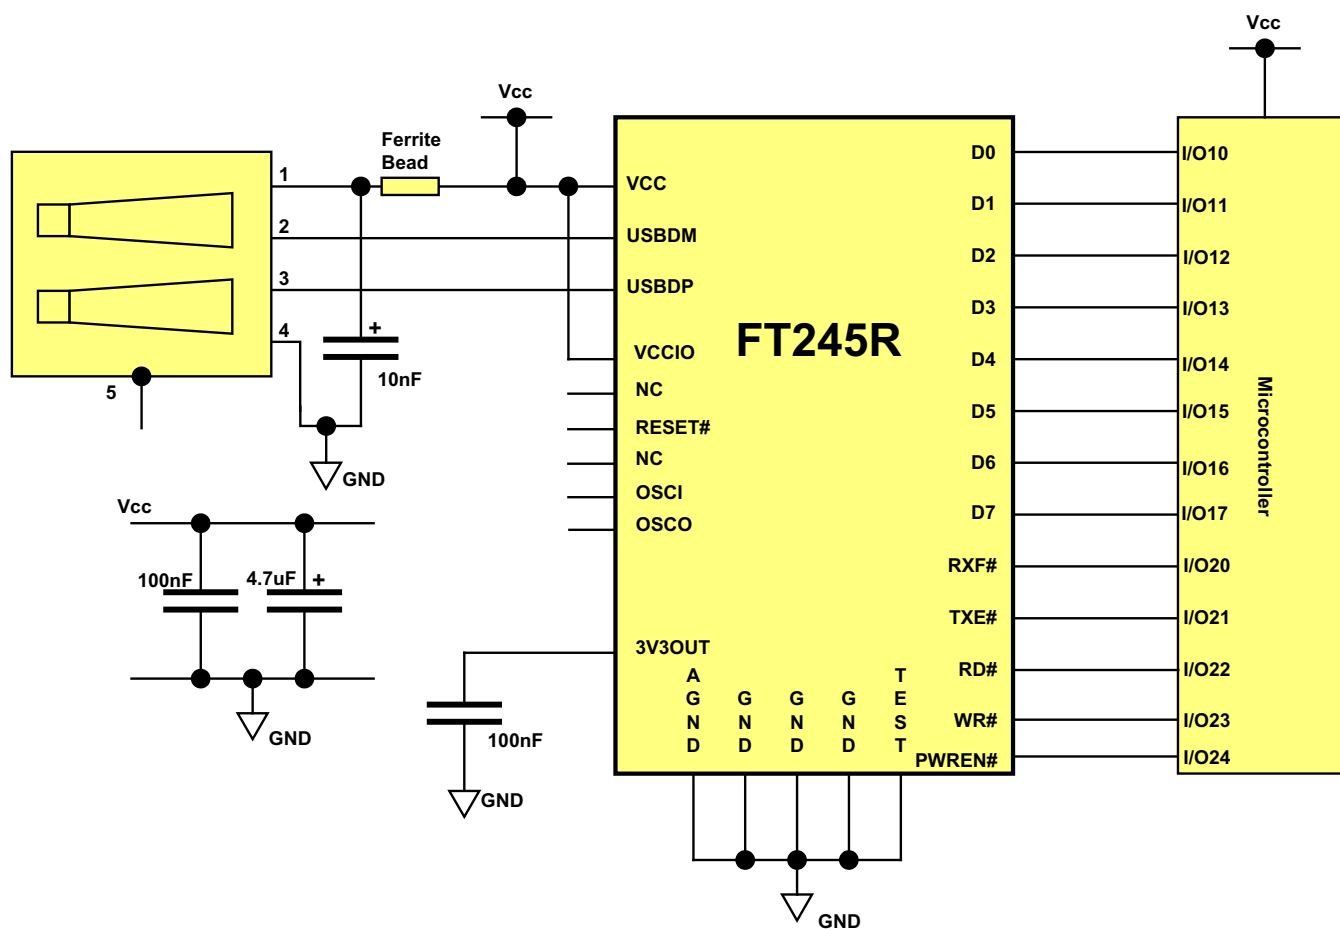 Vcc
Vcc
Ferrite
Bead
1
2
3
4
5
+
10nF
GND
VCC
USBDM
USBDP
VCCIO
NC
RESET#
NC
OSCI
OSCO
3V3OUT
FT245R
D0
D1
D2
D3
D4
D5
D6
D7
RXF#
TXE#
RD#
WR#
PWREN#
I/O10
I/O11
I/O12
I/O13
I/O14
I/O15
I/O16
I/O17
I/O20
I/O21
I/O22
I/O23
I/O24
Microcontroller
Vcc
100nF
4.7uF +
GND
100nF
GND
AGND
GND
GND
GND
TEST
GND